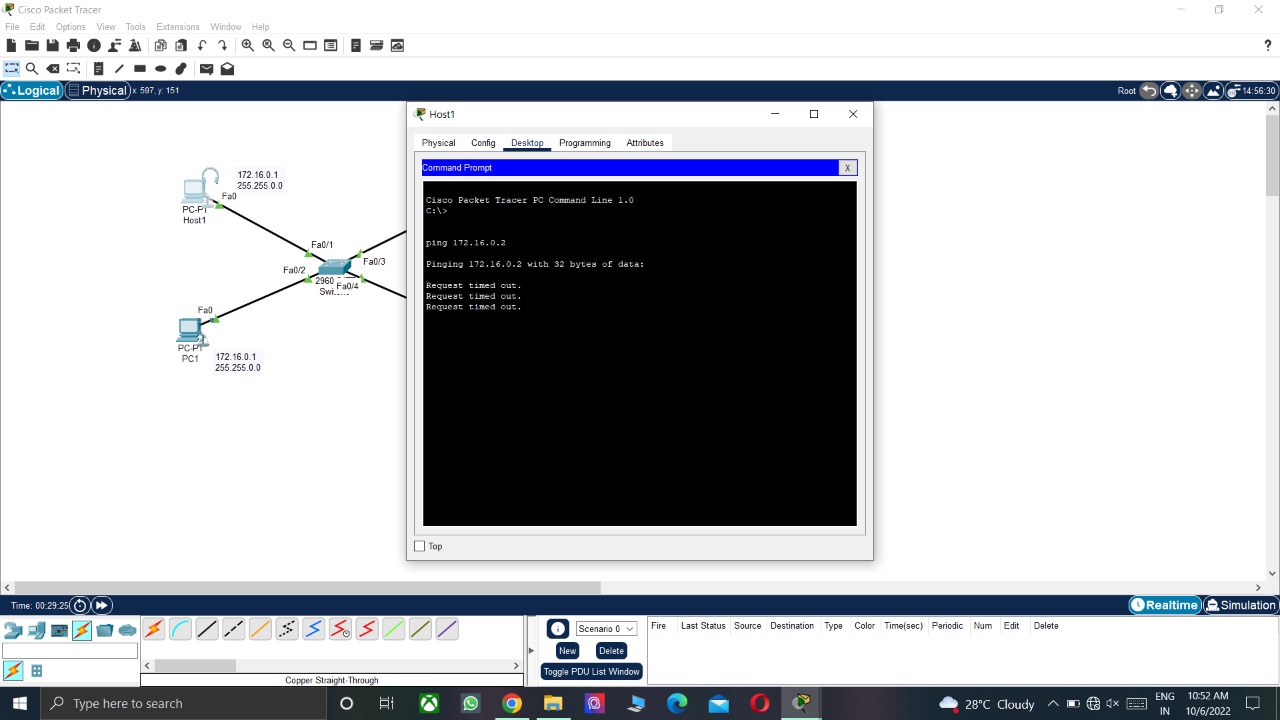 Cisco Packet Tracer
File Edit Options View Tools Extensions Window Help
?
Logical Physical x: 597, y: 151 Root 14:56:30
172.16.0.1
255.255.0.0
Fa0
PC-PT
Host1
Fa0/1
Fa0/3
Fa0/2
2960
Fa0/4
Fa0
PC-PT
PC1
172.16.0.1
255.255.0.0
Host1
Physical Config Desktop Programming Attributes
Command Prompt X
Cisco Packet Tracer PC Command Line 1.0
C:\>
ping 172.16.0.2
Pinging 172.16.0.2 with 32 bytes of data:
Request timed out.
Request timed out.
Request timed out.
Top
Time: 00:29:25 Realtime Simulation
Copper Straight-Through
Scenario 0
New Delete
Toggle PDU List Window
Fire Last Status Source Destination Type Color Time(sec) Periodic Num Edit Delete
Type here to search
28°C Cloudy
ENG
IN
10:52 AM
10/6/2022